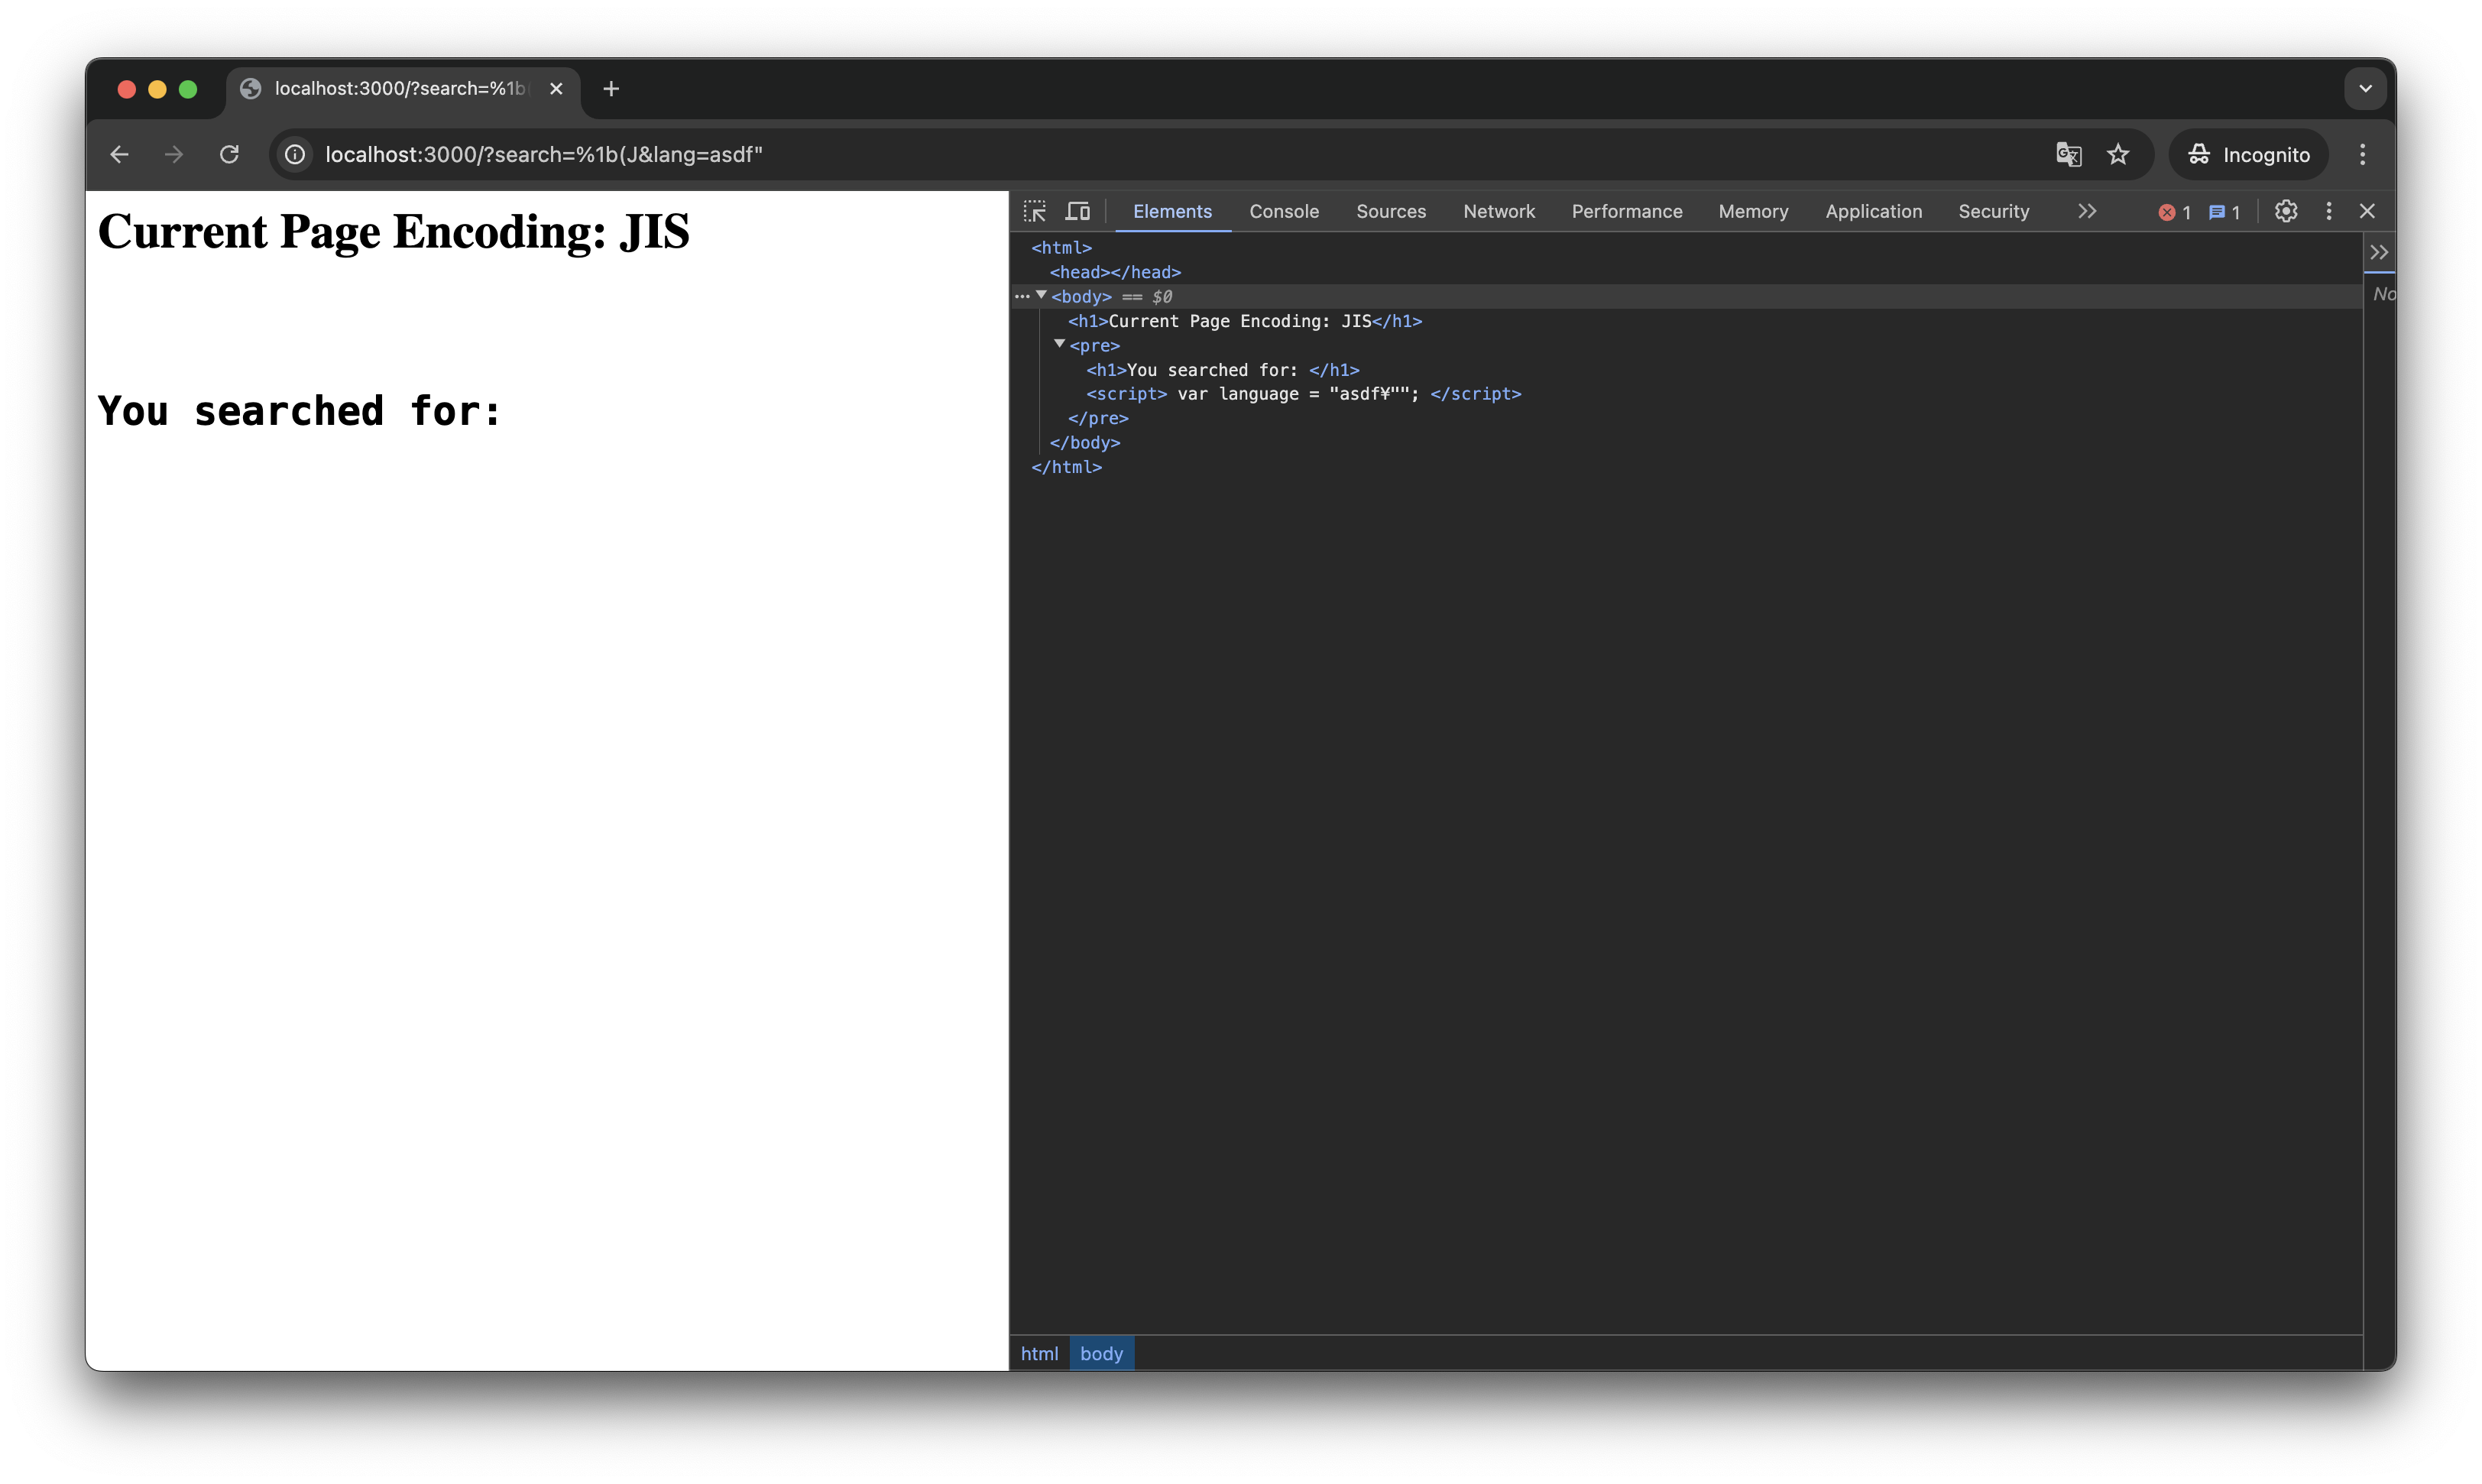 localhost:3000/?search=%1b
localhost:3000/?search=%1b(J&lang=asdf"
Incognito
Current Page Encoding: JIS
You searched for:
Elements Console Sources Network Performance Memory Application Security 1 1
<html>
<head></head>
<body> == $0
<h1>Current Page Encoding: JIS</h1>
<pre>
<h1>You searched for: </h1>
<script> var language = "asdf¥""; </script>
</pre>
</body>
</html>
No
html body